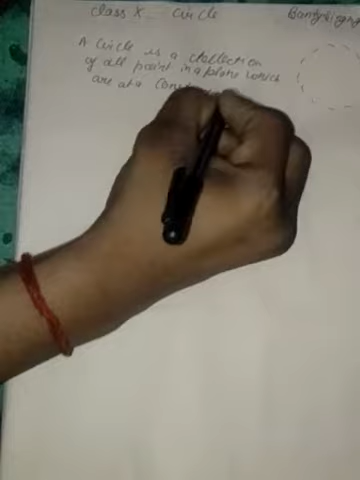 class X circle
A Circle is a collection
of all point in a plane which
are at a